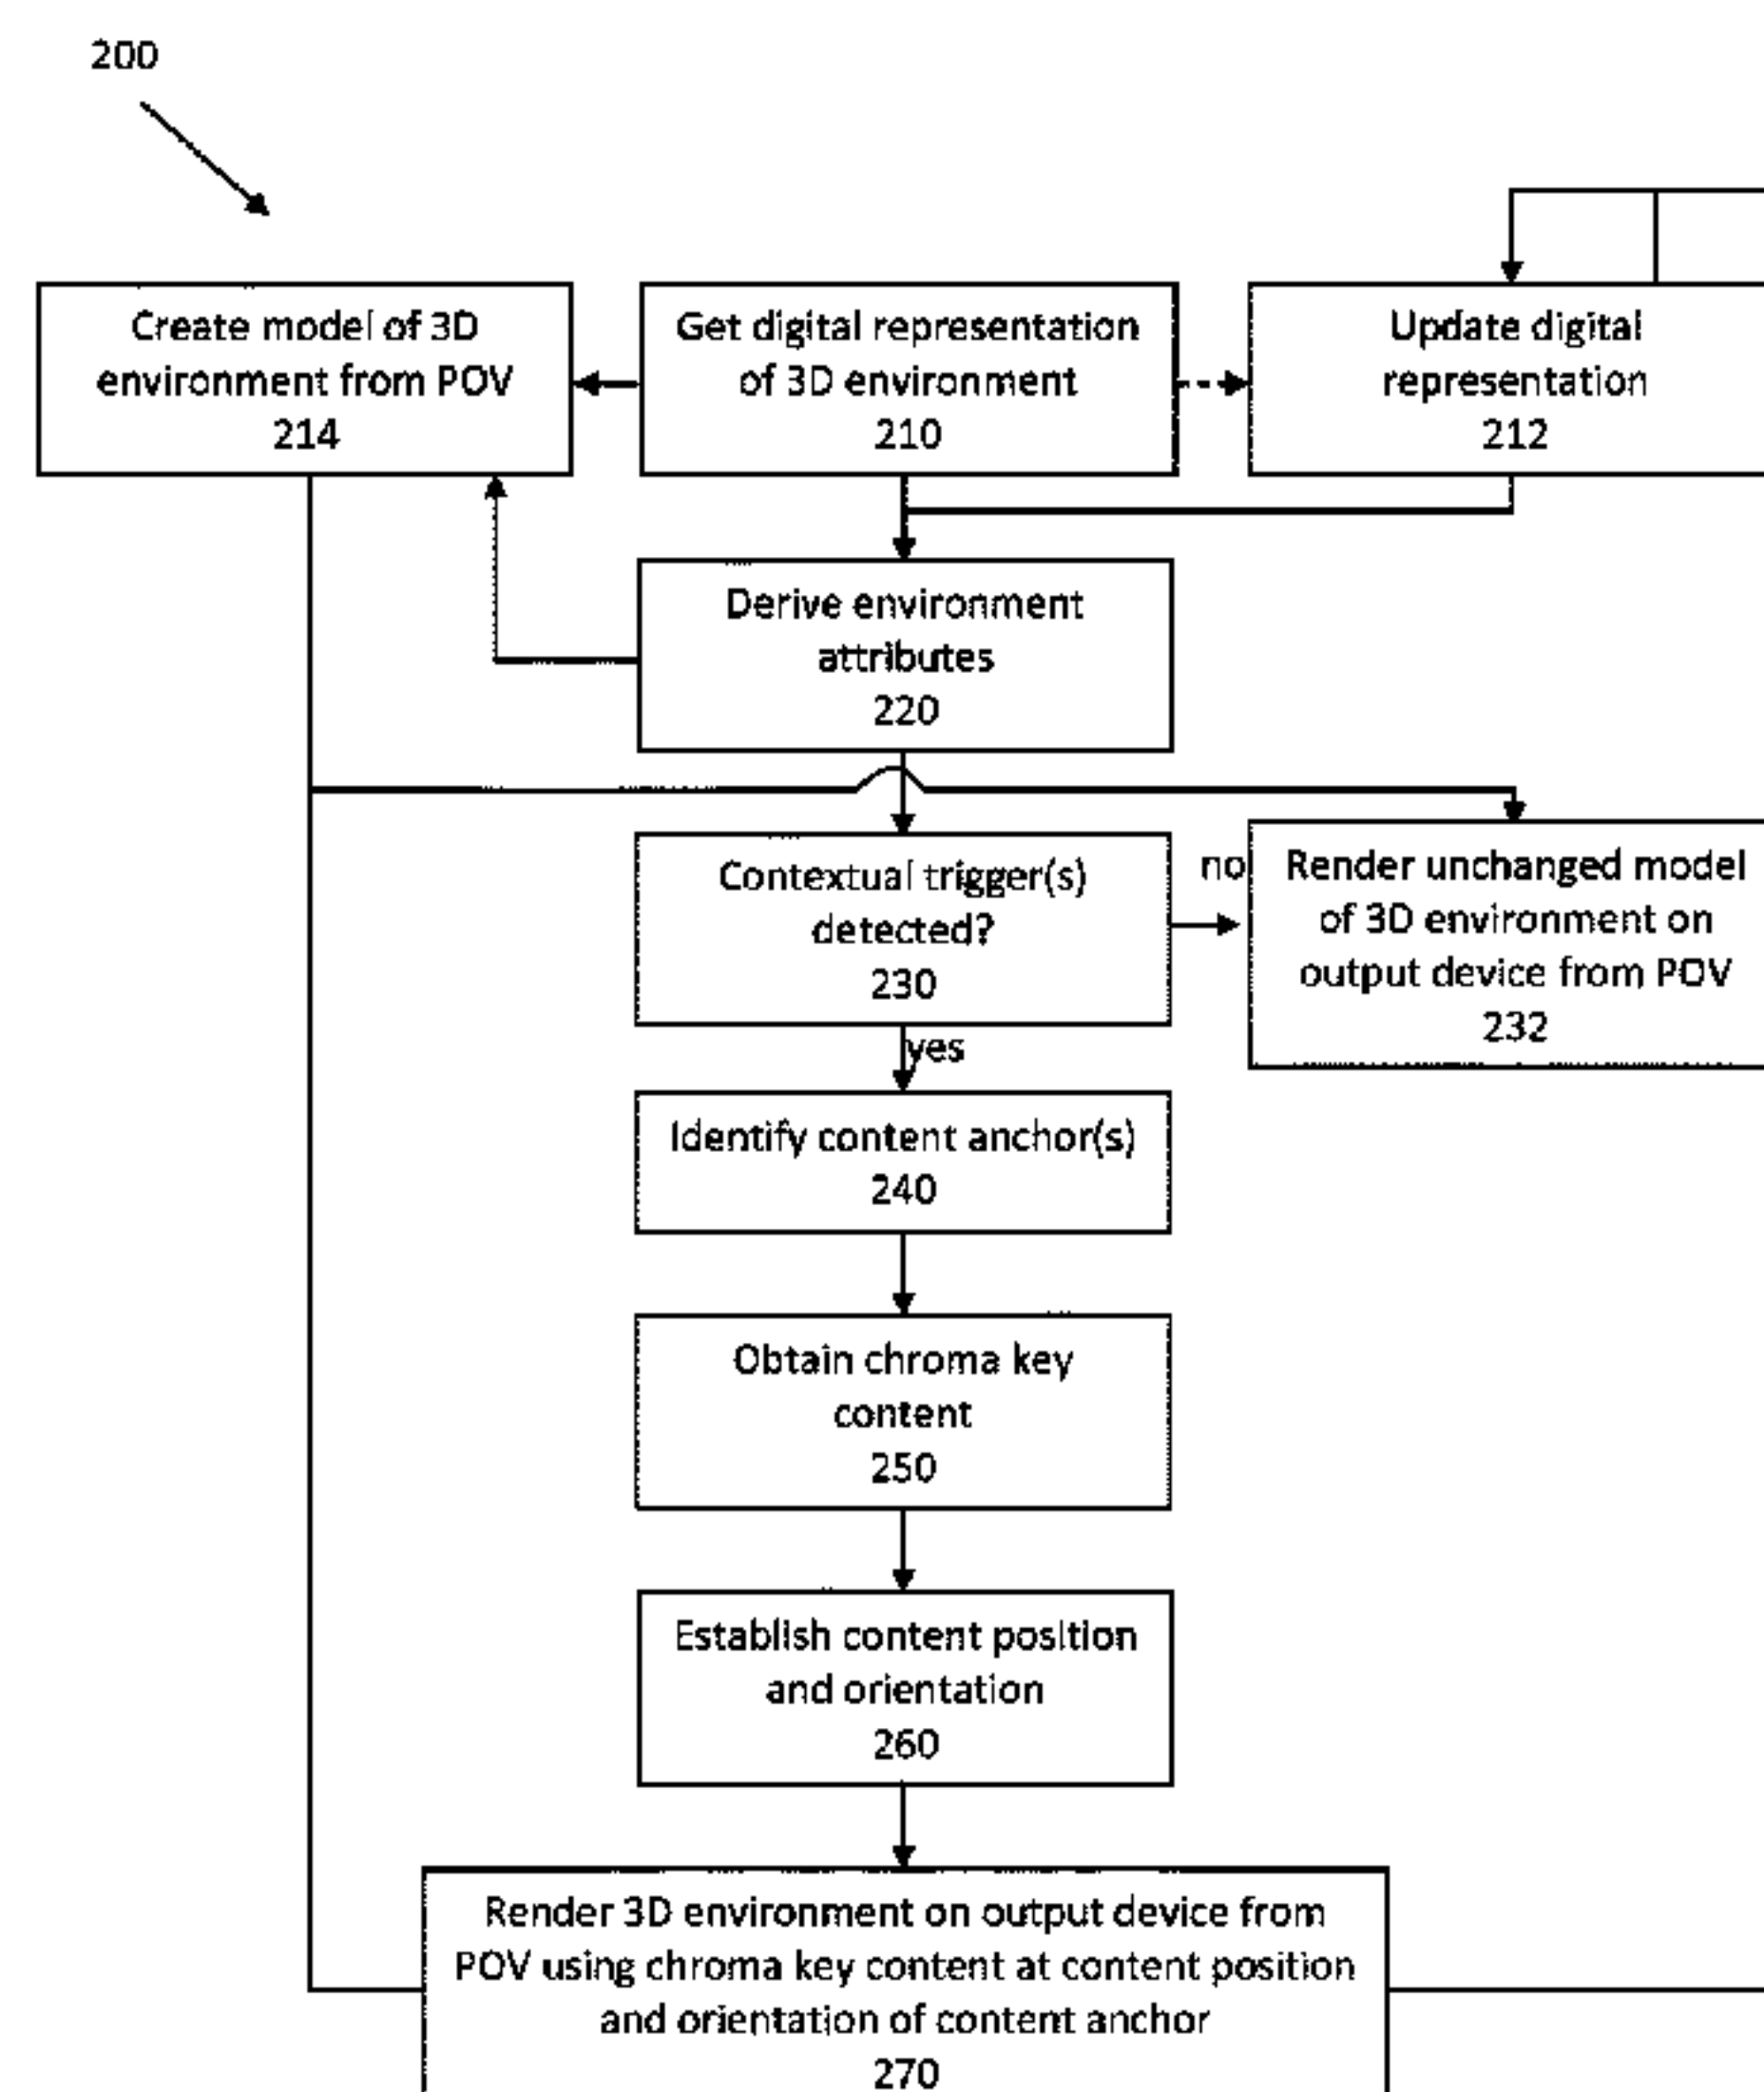 200
Create model of 3D
environment from POV
214
Get digital representation
of 3D environment
210
Update digital
representation
212
Derive environment
attributes
220
Contextual trigger(s)
detected?
230
no
Render unchanged model
of 3D environment on
output device from POV
232
yes
Identify content anchor(s)
240
Obtain chroma key
content
250
Establish content position
and orientation
260
Render 3D environment on output device from
POV using chroma key content at content position
and orientation of content anchor
270